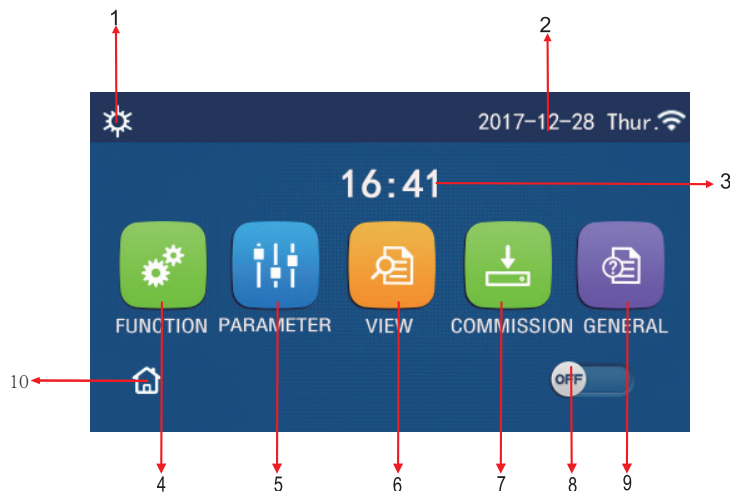 1
2
2017-12-28 Thur.
16:41
3
FUNCTION PARAMETER VIEW COMMISSION GENERAL
10
OFF
4 5 6 7 8 9